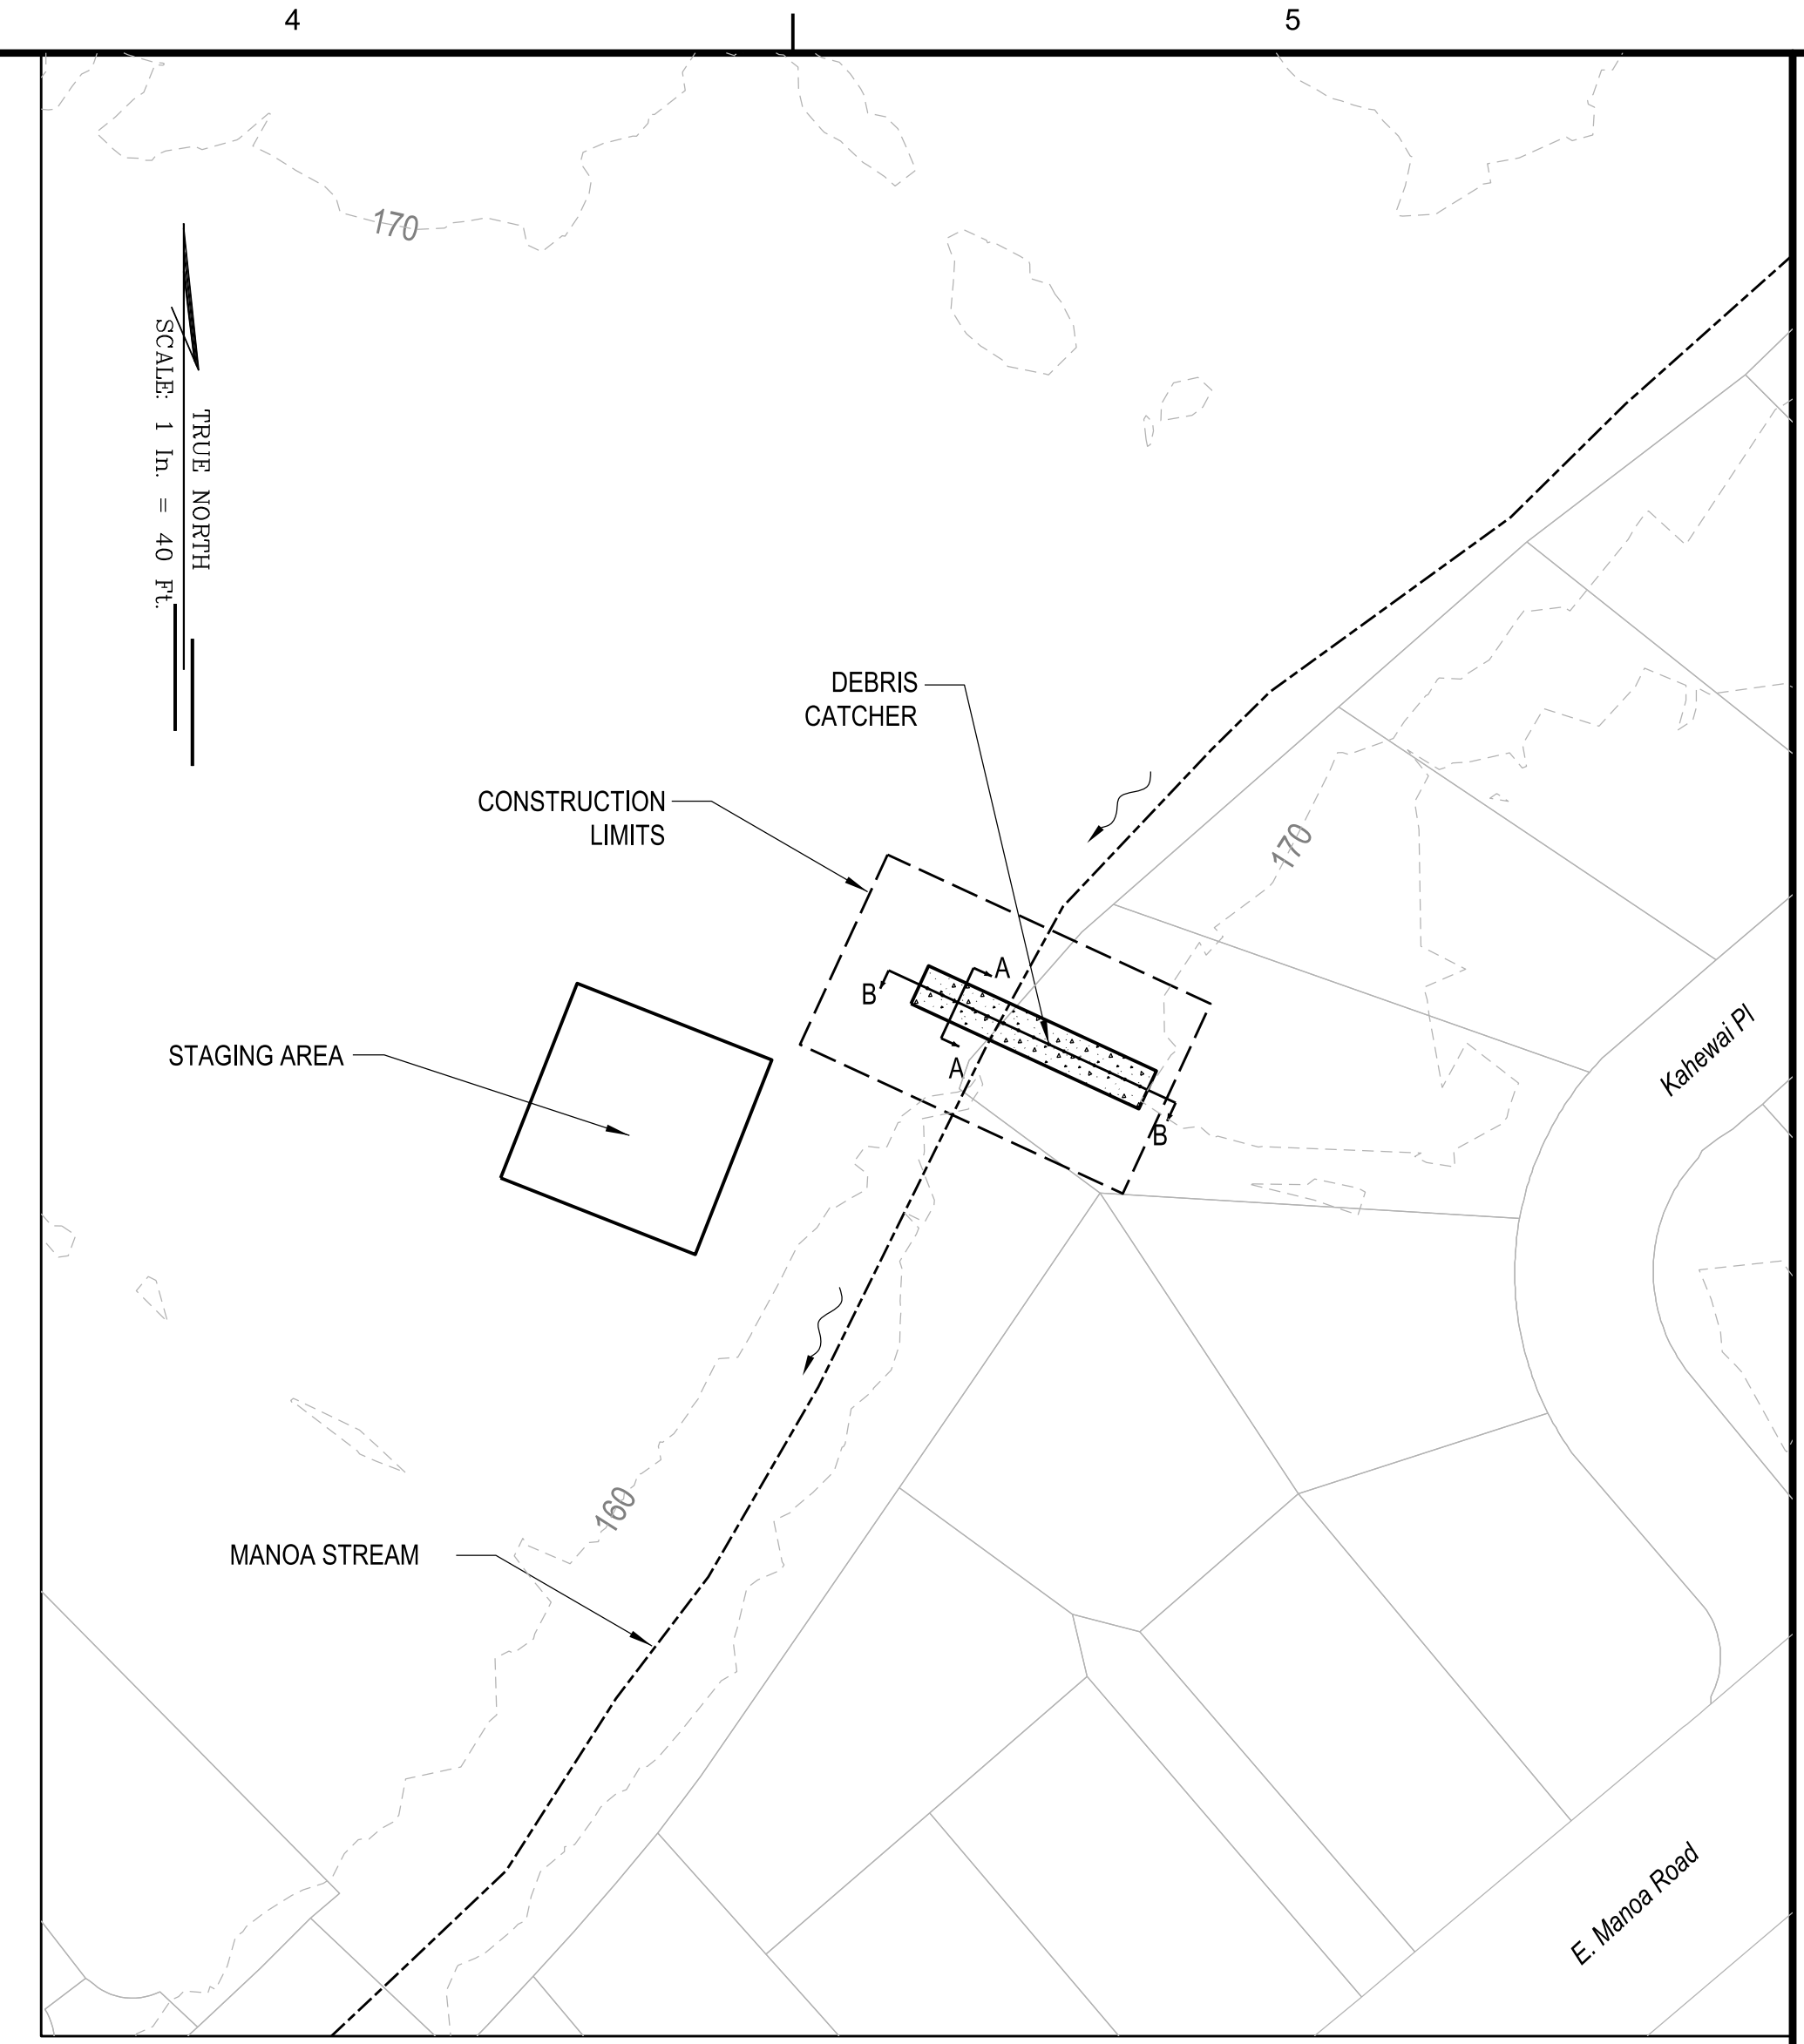 4
5
170
TRUE NORTH
SCALE: 1 In. = 40 Ft.
DEBRIS
CATCHER
CONSTRUCTION
LIMITS
170
A
B
STAGING AREA
A
B
Kahewai Pl
160
MANOA STREAM
E. Manoa Road